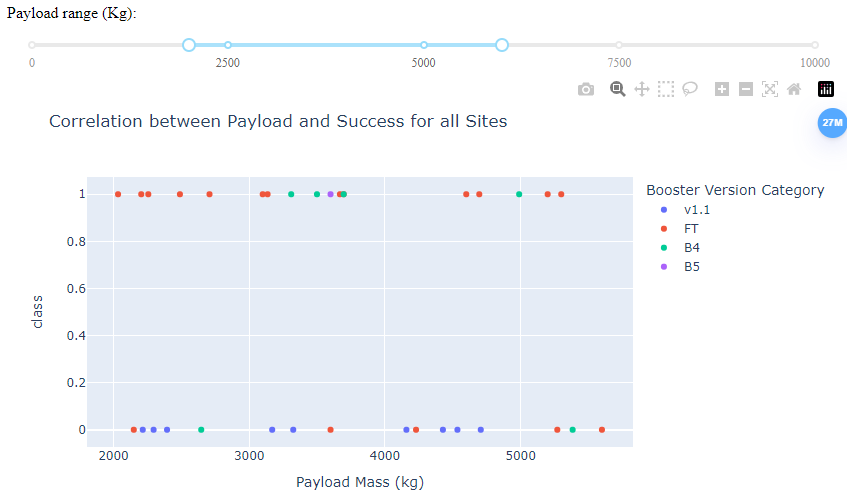 Payload range (Kg):
0 2500 5000 7500 10000
27M
Correlation between Payload and Success for all Sites
Booster Version Category
v1.1
FT
B4
B5
1
0.8
0.6
0.4
0.2
0
class
2000 3000 4000 5000
Payload Mass (kg)